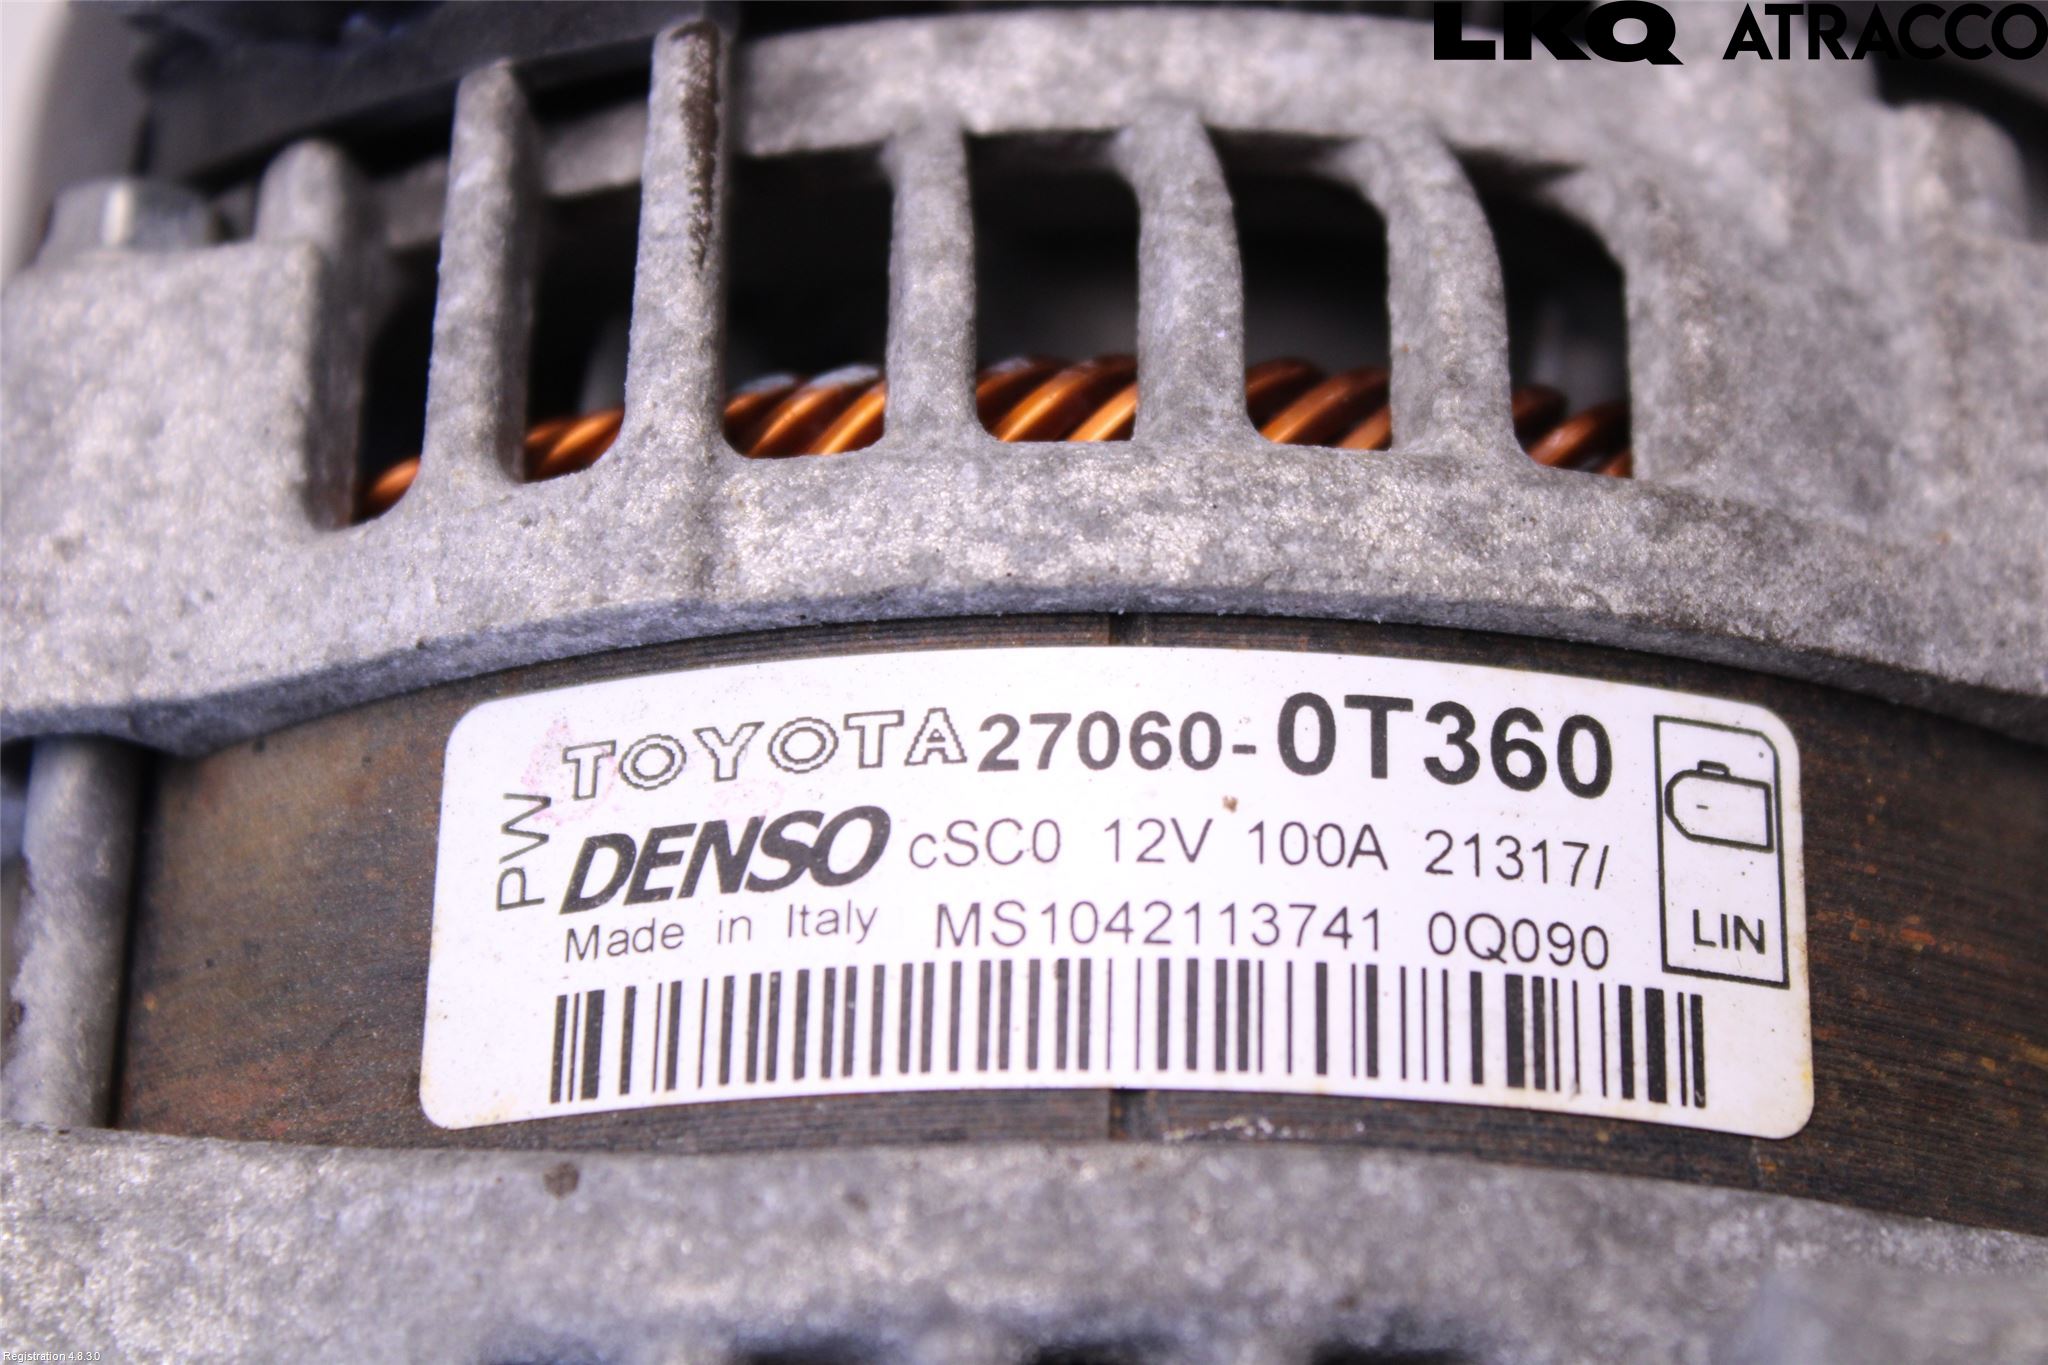 LKQ ATRACCO
TOYOTA 27060-0T360
PW
DENSO cSC0 12V 100A 21317/
Made in Italy MS1042113741 0Q090
LIN
Registration 4.8.3.0